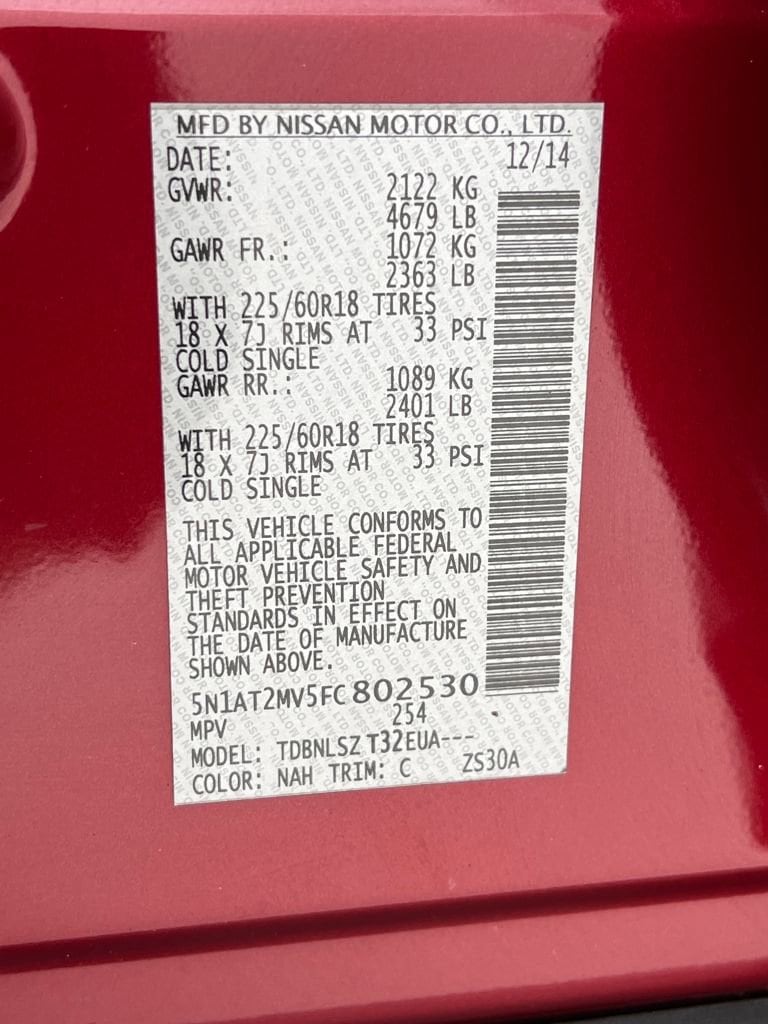 MFD BY NISSAN MOTOR CO., LTD.
DATE: 12/14
GVWR: 2122 KG
4679 LB
GAWR FR.: 1072 KG
2363 LB
WITH 225/60R18 TIRES
18 X 7J RIMS AT 33 PSI
COLD SINGLE
GAWR RR.: 1089 KG
2401 LB
WITH 225/60R18 TIRES
18 X 7J RIMS AT 33 PSI
COLD SINGLE
THIS VEHICLE CONFORMS TO
ALL APPLICABLE FEDERAL
MOTOR VEHICLE SAFETY AND
THEFT PREVENTION
STANDARDS IN EFFECT ON
THE DATE OF MANUFACTURE
SHOWN ABOVE.
5N1AT2MV5FC802530
MPV 254
MODEL: TDBNLSZ T32EUA---
COLOR: NAH TRIM: C ZS30A